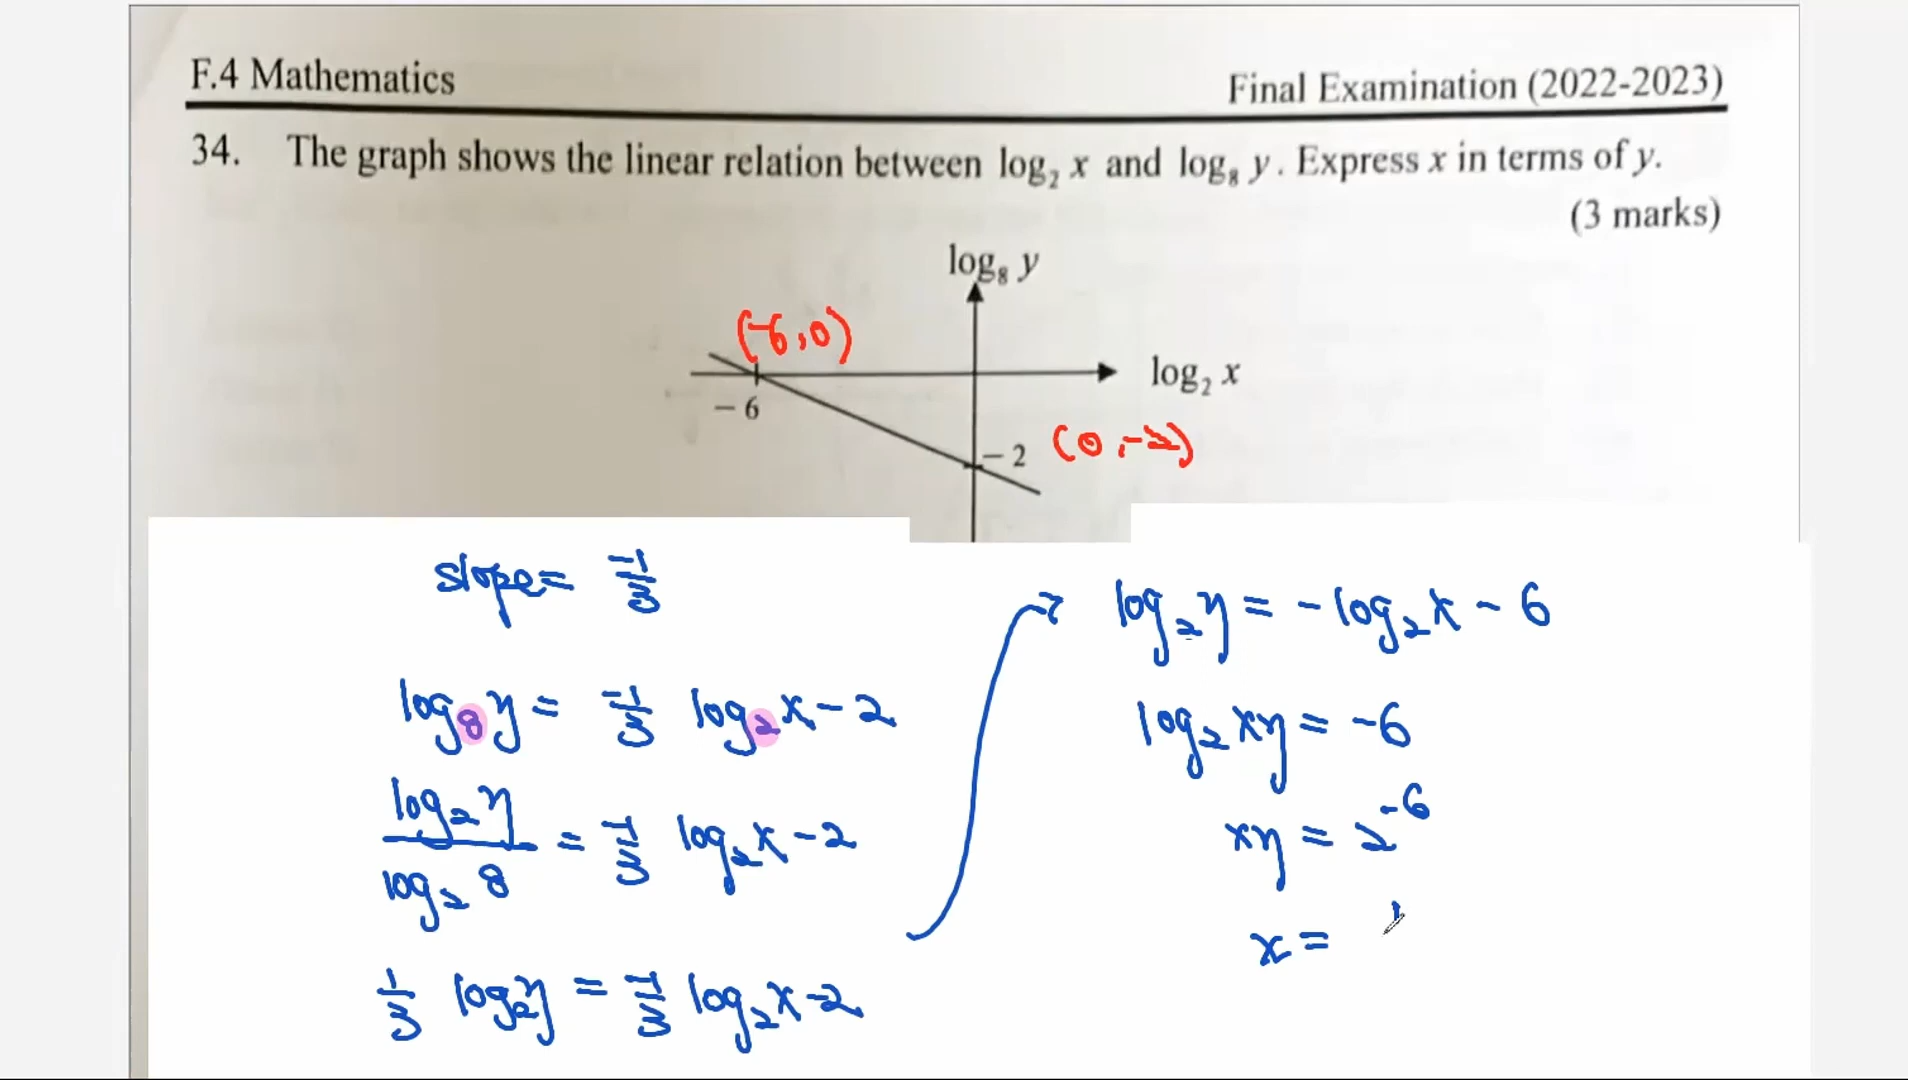 F.4 Mathematics
Final Examination (2022-2023)
34. The graph shows the linear relation between log₂ x and log₈ y. Express x in terms of y.
(3 marks)
log₈ y
(-6,0)
log₂ x
– 6
– 2
(0,-2)
slope = -1/3
log₈y = -1/3 log₂x - 2
log₂y / log₂8 = -1/3 log₂x - 2
1/3 log₂y = -1/3 log₂x - 2
log₂y = - log₂x - 6
log₂xy = -6
xy = 2⁻⁶
x =